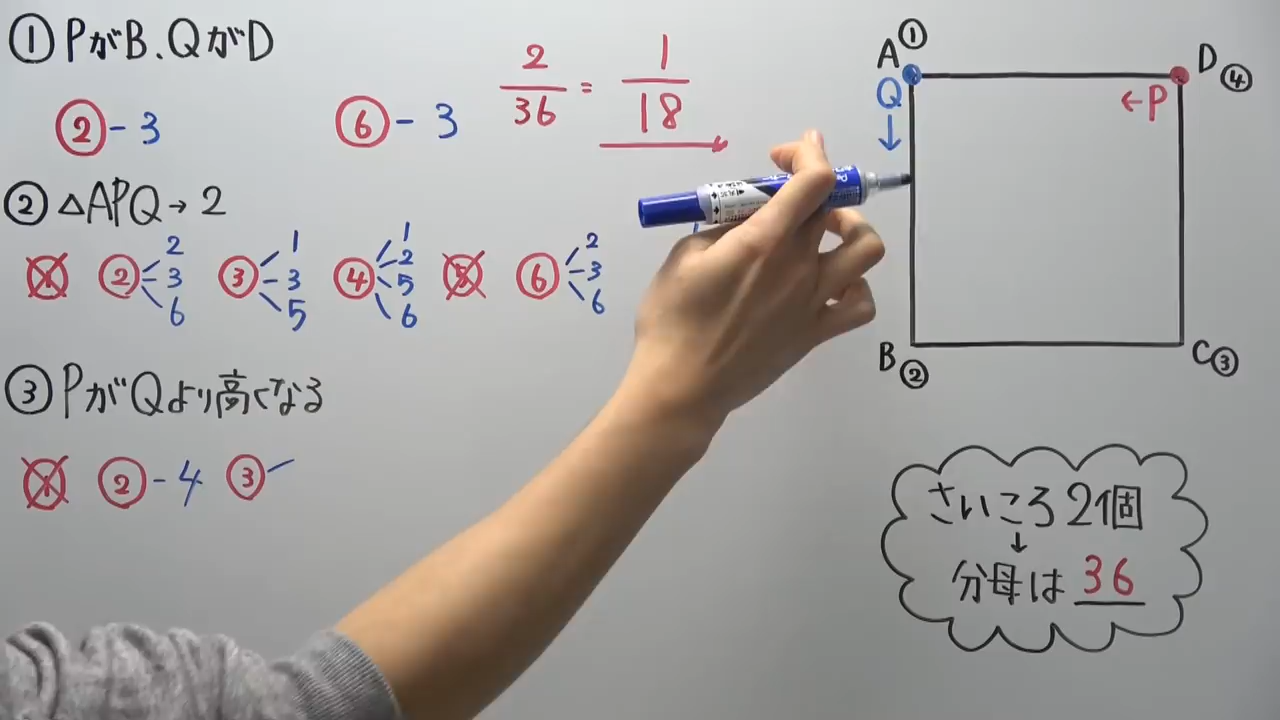 ① PがB、QがD
②-3
⑥-3
2/36 = 1/18
② △APQ→2
① ② 2 3 6 ③ 1 3 5 ④ 1 2 5 6 ⑤ ⑥ 2 3 6
③ PがQより高くなる
① ②-4 ③
A① D④
Q↓ ←P
B② C③
さいころ2個
↓
分母は 36